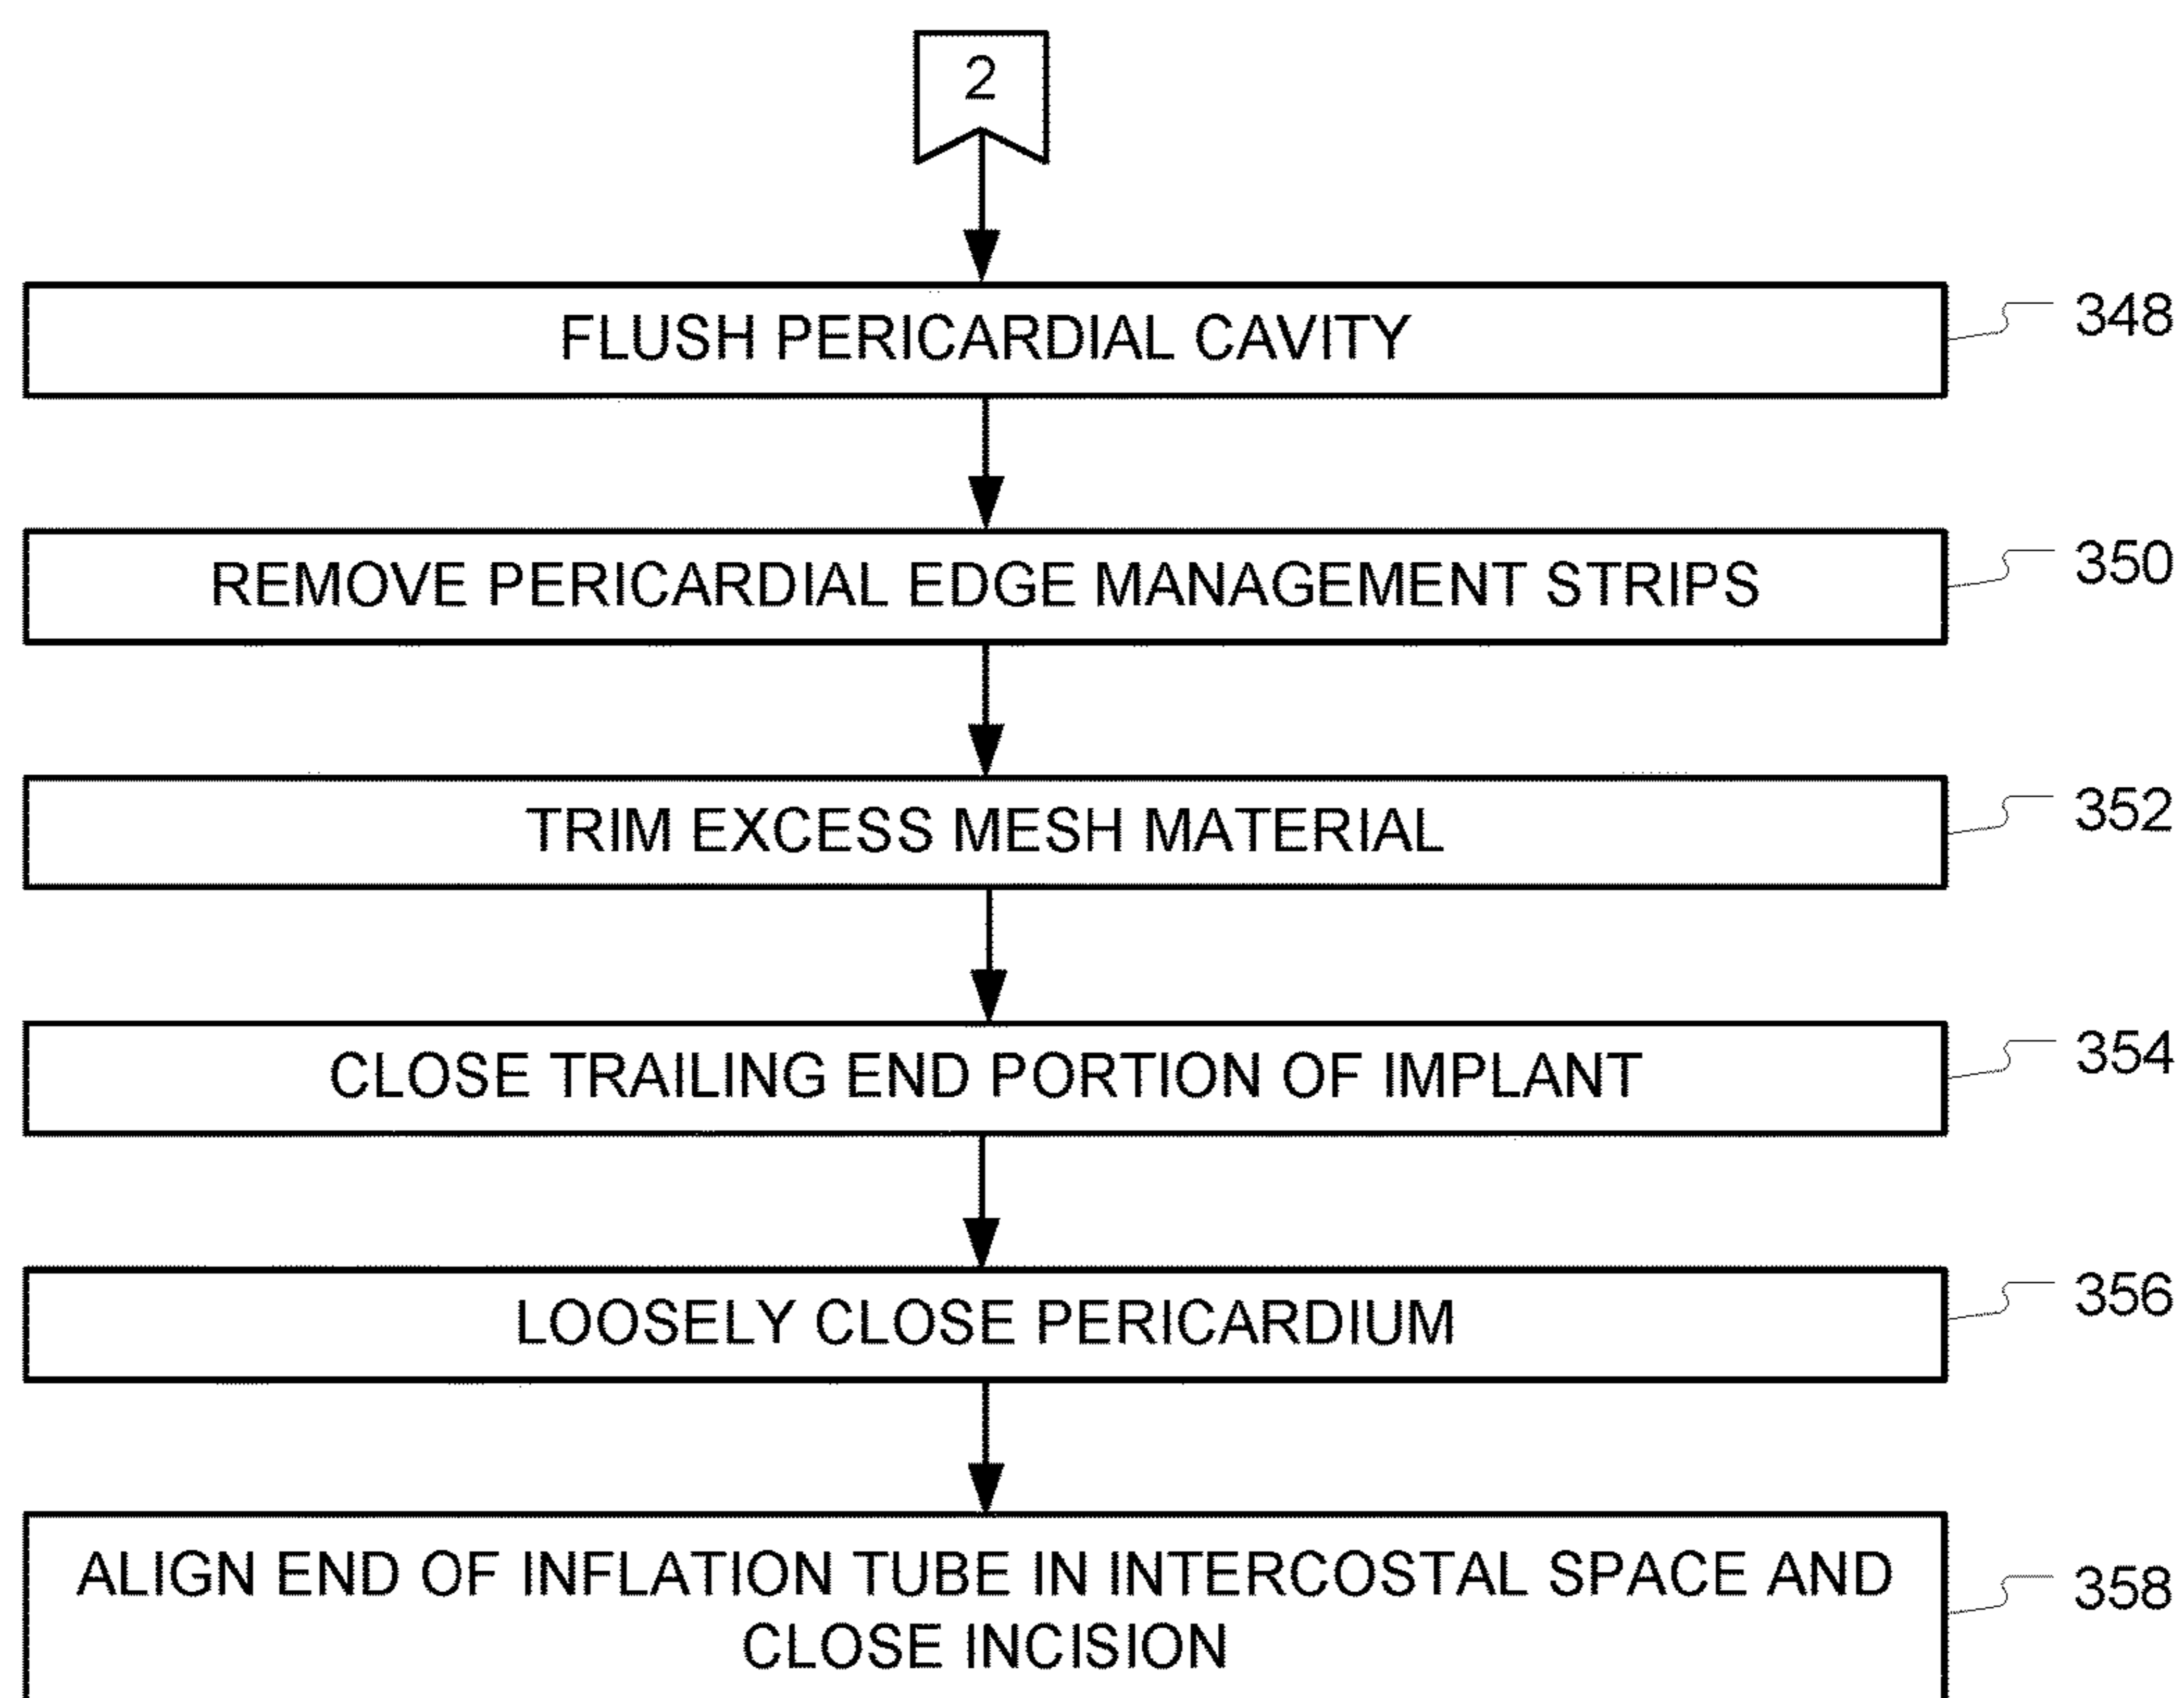 2
FLUSH PERICARDIAL CAVITY
348
REMOVE PERICARDIAL EDGE MANAGEMENT STRIPS
350
TRIM EXCESS MESH MATERIAL
352
CLOSE TRAILING END PORTION OF IMPLANT
354
LOOSELY CLOSE PERICARDIUM
356
ALIGN END OF INFLATION TUBE IN INTERCOSTAL SPACE AND
CLOSE INCISION
358